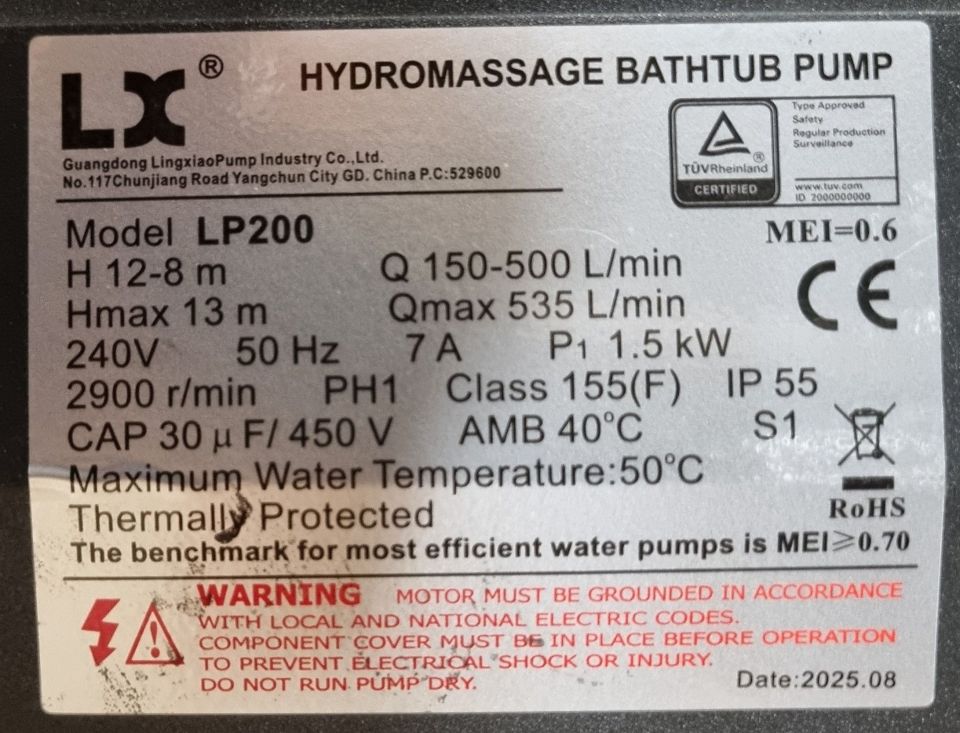 LX ® HYDROMASSAGE BATHTUB PUMP
Guangdong LingxiaoPump Industry Co.,Ltd.
No.117Chunjiang Road Yangchun City GD. China P.C:529600
TÜVRheinland ®
CERTIFIED
Type Approved
Safety
Regular Production
Surveillance
www.tuv.com
ID 2000000000
Model LP200
MEI=0.6
H 12-8 m Q 150-500 L/min
CE
Hmax 13 m Qmax 535 L/min
240V 50 Hz 7 A P1 1.5 kW
2900 r/min PH1 Class 155(F) IP 55
CAP 30 μF/ 450 V AMB 40°C S1
Maximum Water Temperature:50°C
Thermally Protected
RoHS
The benchmark for most efficient water pumps is MEI≥0.70
WARNING MOTOR MUST BE GROUNDED IN ACCORDANCE
WITH LOCAL AND NATIONAL ELECTRIC CODES.
COMPONENT COVER MUST BE IN PLACE BEFORE OPERATION
TO PREVENT ELECTRICAL SHOCK OR INJURY.
DO NOT RUN PUMP DRY.
Date:2025.08